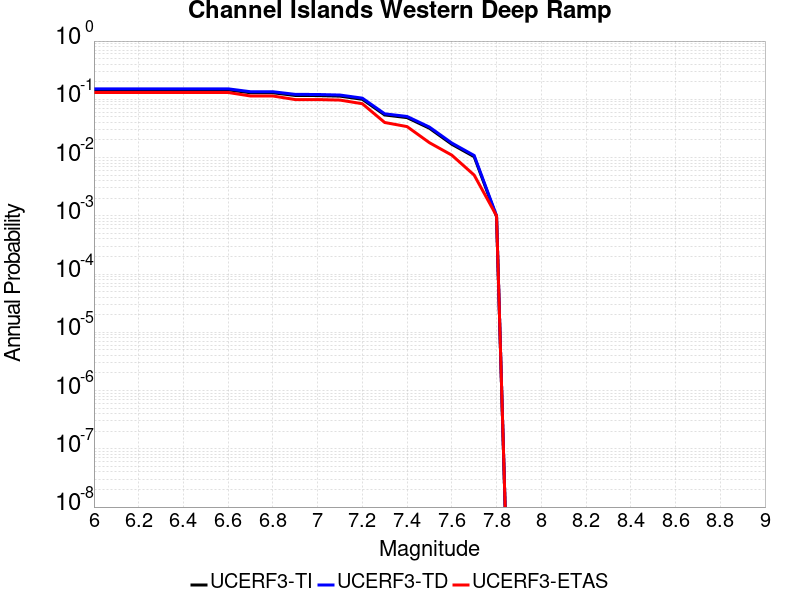 Channel Islands Western Deep Ramp
10^0
10^-1
10^-2
10^-3
10^-4
10^-5
10^-6
10^-7
10^-8
Annual Probability
6 6.2 6.4 6.6 6.8 7 7.2 7.4 7.6 7.8 8 8.2 8.4 8.6 8.8 9
Magnitude
UCERF3-TI UCERF3-TD UCERF3-ETAS